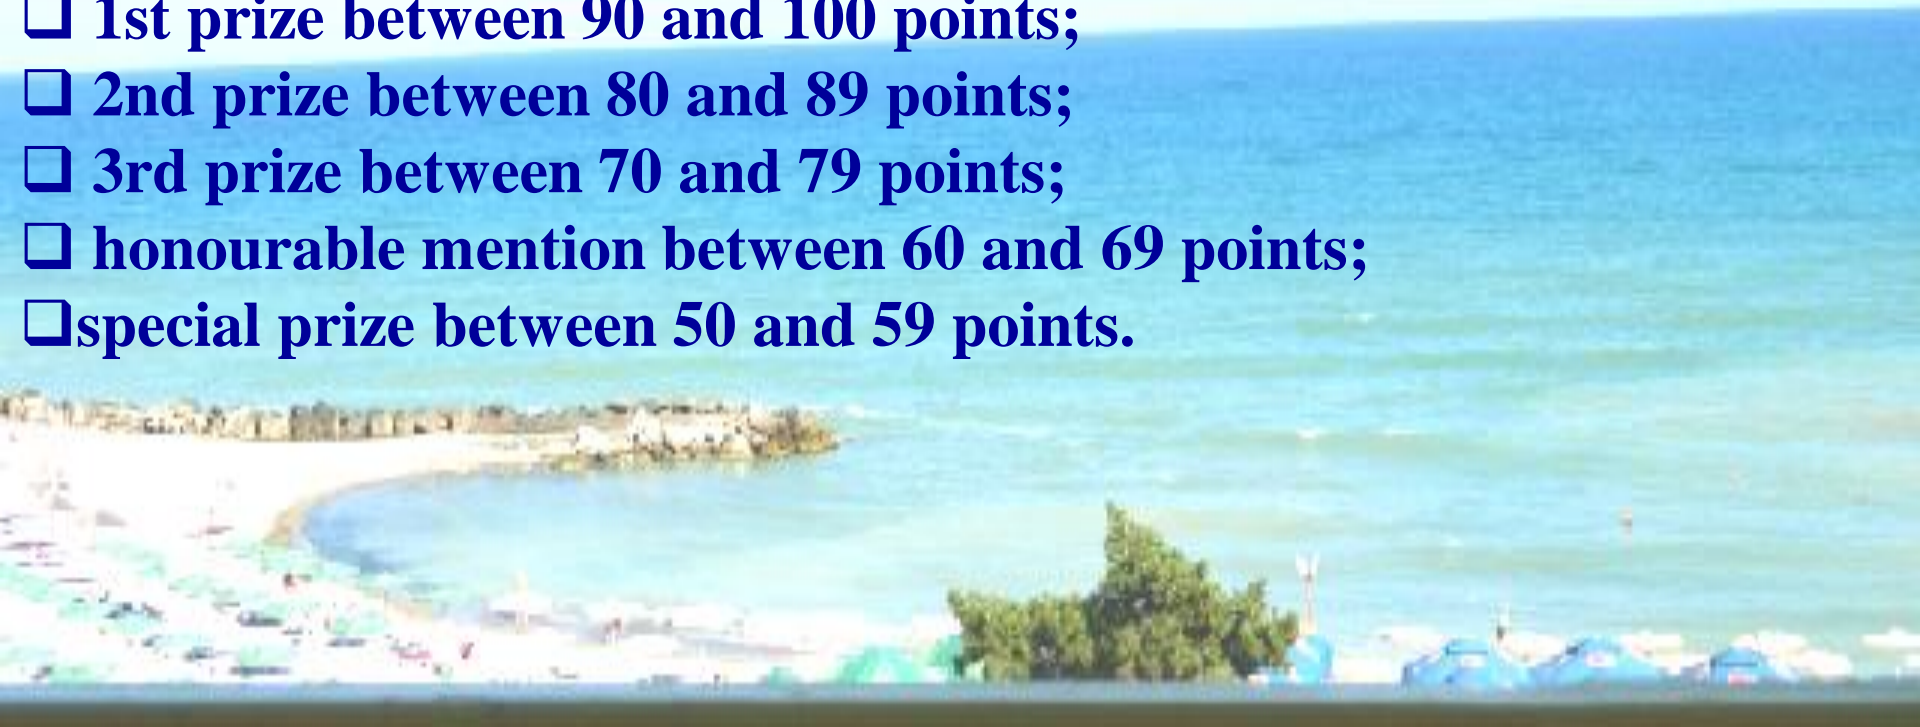 ❑ 1st prize between 90 and 100 points;
❑ 2nd prize between 80 and 89 points;
❑ 3rd prize between 70 and 79 points;
❑ honourable mention between 60 and 69 points;
❑special prize between 50 and 59 points.